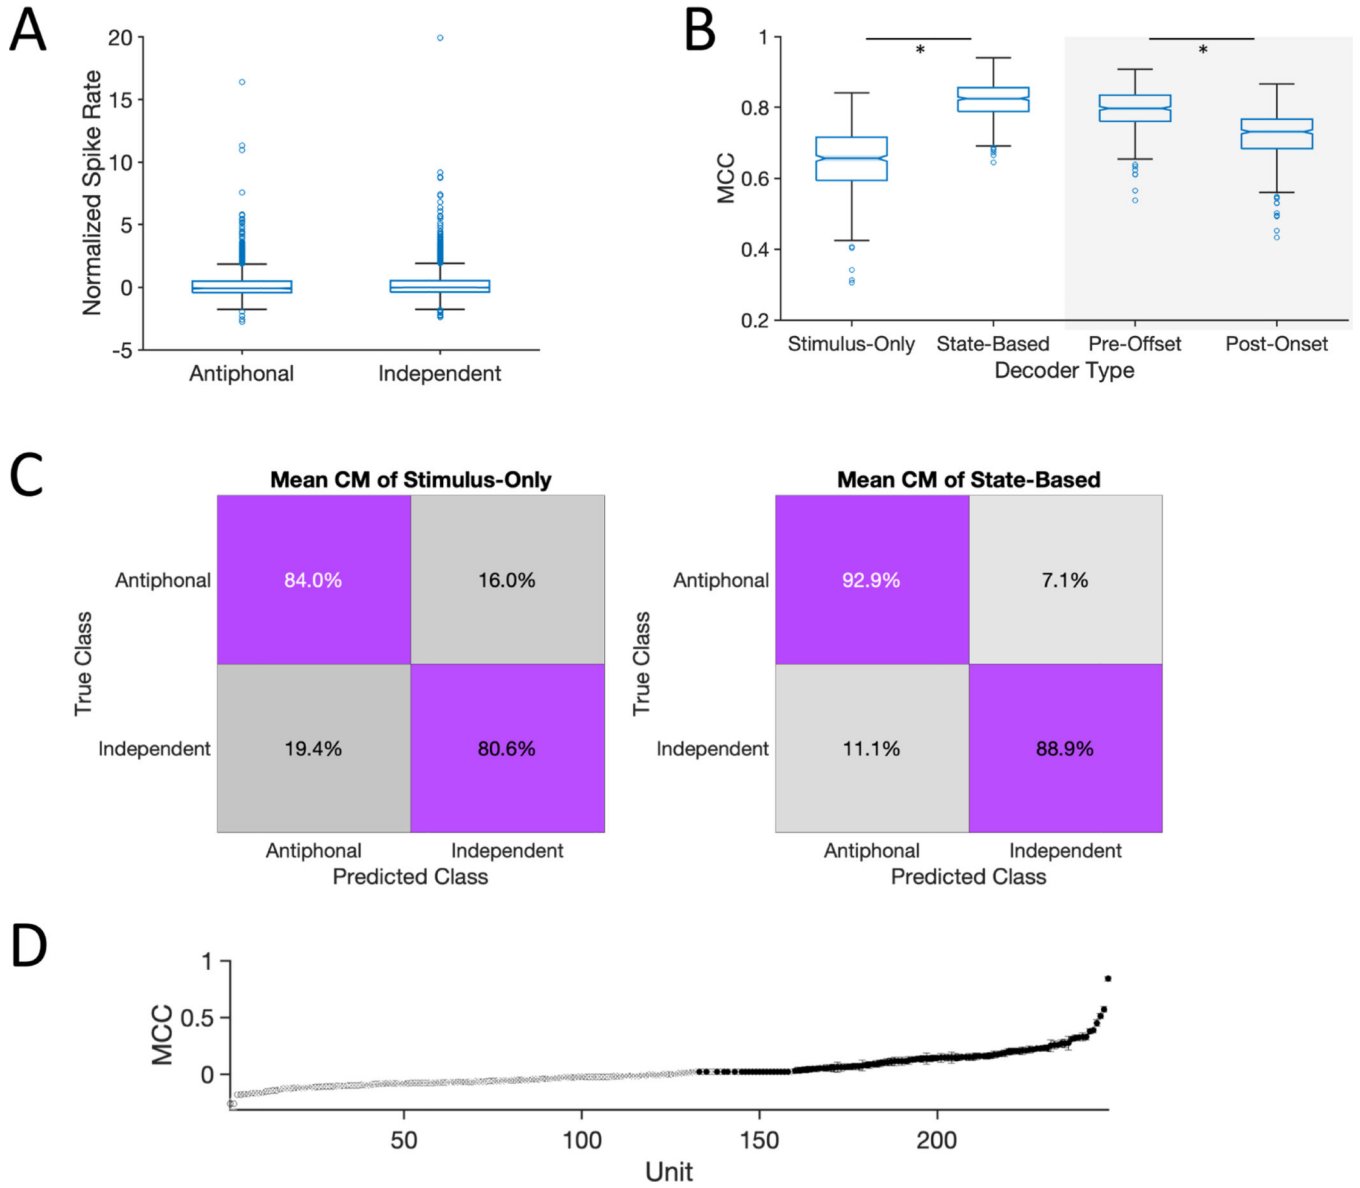 A
Normalized Spike Rate
20
15
10
5
0
-5
Antiphonal Independent
B
MCC
1
0.8
0.6
0.4
0.2
* *
Stimulus-Only State-Based Pre-Offset Post-Onset
Decoder Type
C
Mean CM of Stimulus-Only
True Class
Antiphonal 84.0% 16.0%
Independent 19.4% 80.6%
Antiphonal Independent
Predicted Class
Mean CM of State-Based
True Class
Antiphonal 92.9% 7.1%
Independent 11.1% 88.9%
Antiphonal Independent
Predicted Class
D
MCC
1
0.5
0
50 100 150 200
Unit